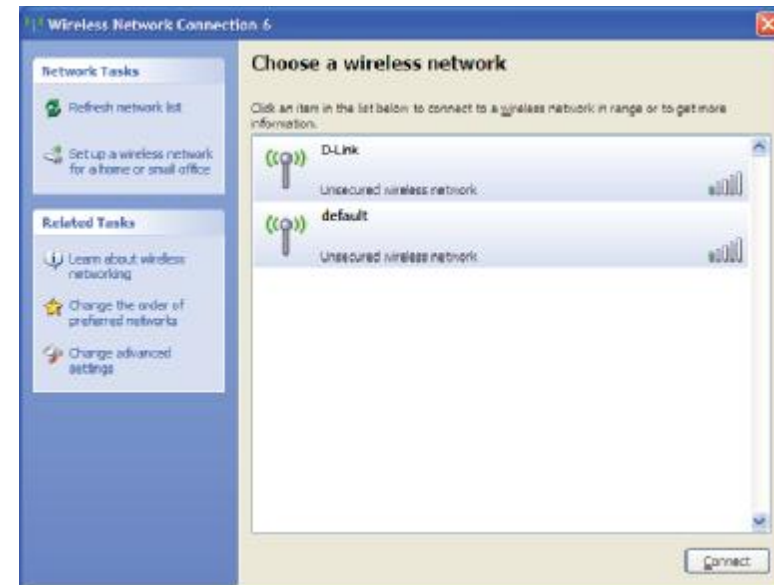 Wireless Network Connection 6
Network Tasks
Refresh network list
Set up a wireless network
for a home or small office
Related Tasks
Learn about wireless
networking
Change the order of
preferred networks
Change advanced
settings
Choose a wireless network
Click an item in the list below to connect to a wireless network in range or to get more
information.
D-Link
Unsecured wireless network
default
Unsecured wireless network
Connect